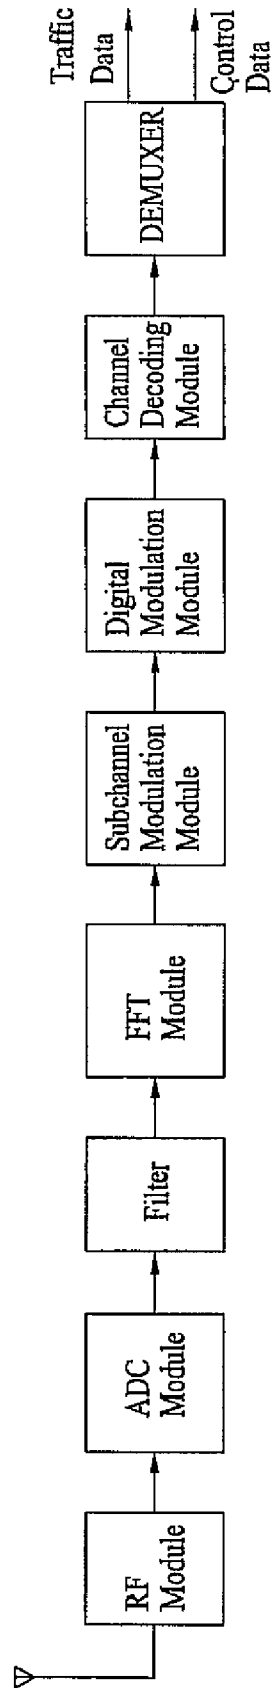 RF
Module
ADC
Module
Filter
FFT
Module
Subchannel
Modulation
Module
Digital
Modulation
Module
Channel
Decoding
Module
DEMUXER
Traffic
Data
Control
Data